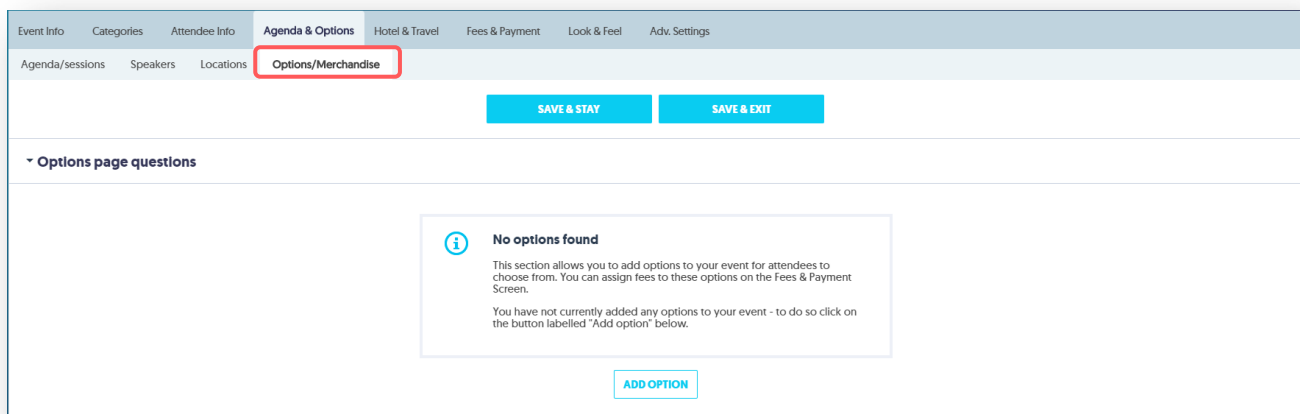 Event Info Categories Attendee Info Agenda & Options Hotel & Travel Fees & Payment Look & Feel Adv. Settings
Agenda/sessions Speakers Locations Options/Merchandise
SAVE & STAY SAVE & EXIT
Options page questions
No options found
This section allows you to add options to your event for attendees to
choose from. You can assign fees to these options on the Fees & Payment
Screen.
You have not currently added any options to your event - to do so click on
the button labelled "Add option" below.
ADD OPTION